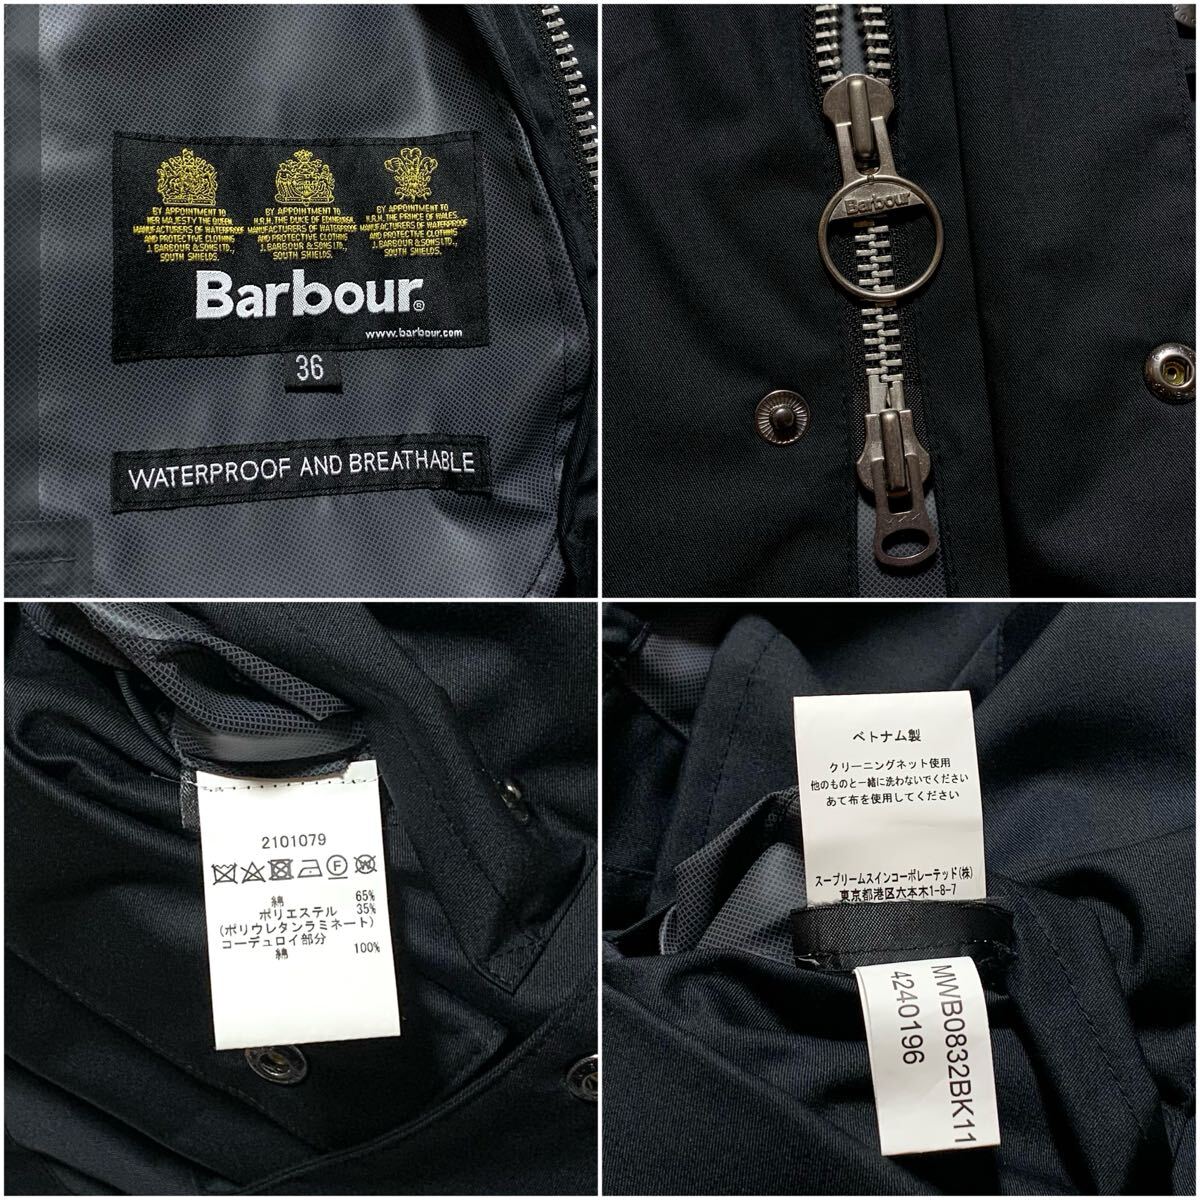 BY APPOINTMENT TO
HER MAJESTY THE QUEEN
MANUFACTURERS OF WATERPROOF
AND PROTECTIVE CLOTHING
J. BARBOUR & SONS LTD.,
SOUTH SHIELDS.
BY APPOINTMENT TO
H.R.H. THE DUKE OF EDINBURGH
MANUFACTURERS OF WATERPROOF
AND PROTECTIVE CLOTHING
J. BARBOUR & SONS LTD.,
SOUTH SHIELDS.
BY APPOINTMENT TO
H.R.H. THE PRINCE OF WALES
MANUFACTURERS OF WATERPROOF
AND PROTECTIVE CLOTHING
J. BARBOUR & SONS LTD.,
SOUTH SHIELDS.
Barbour®
www.barbour.com
36
WATERPROOF AND BREATHABLE
Barbour
YKK
2101079
綿 65%
ポリエステル 35%
(ポリウレタンラミネート)
コーデュロイ部分
綿 100%
ベトナム製
クリーニングネット使用
他のものと一緒に洗わないでください
あて布を使用してください
スープリームスインコーポレーテッド(株)
東京都港区六本木1-8-7
MWB0832BK11
4240196